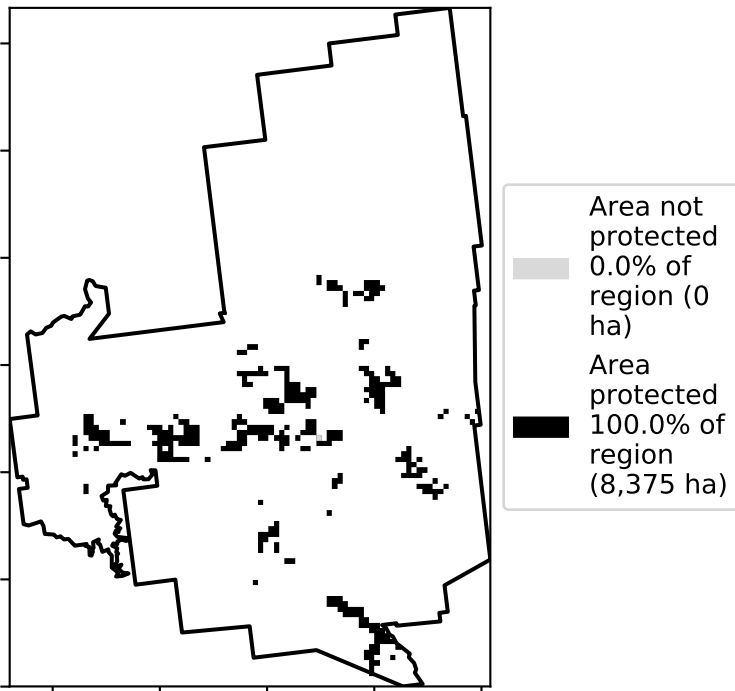 Area not
protected
0.0% of
region (0
ha)
Area
protected
100.0% of
region
(8,375 ha)